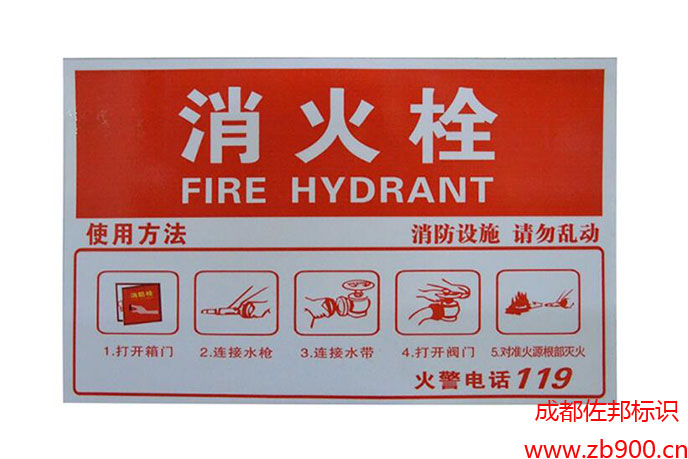 消火栓
FIRE HYDRANT
使用方法 消防设施 请勿乱动
消火栓
1.打开箱门 2.连接水枪 3.连接水带 4.打开阀门 5.对准火源根部灭火
火警电话119
成都佐邦标识
www.zb900.cn